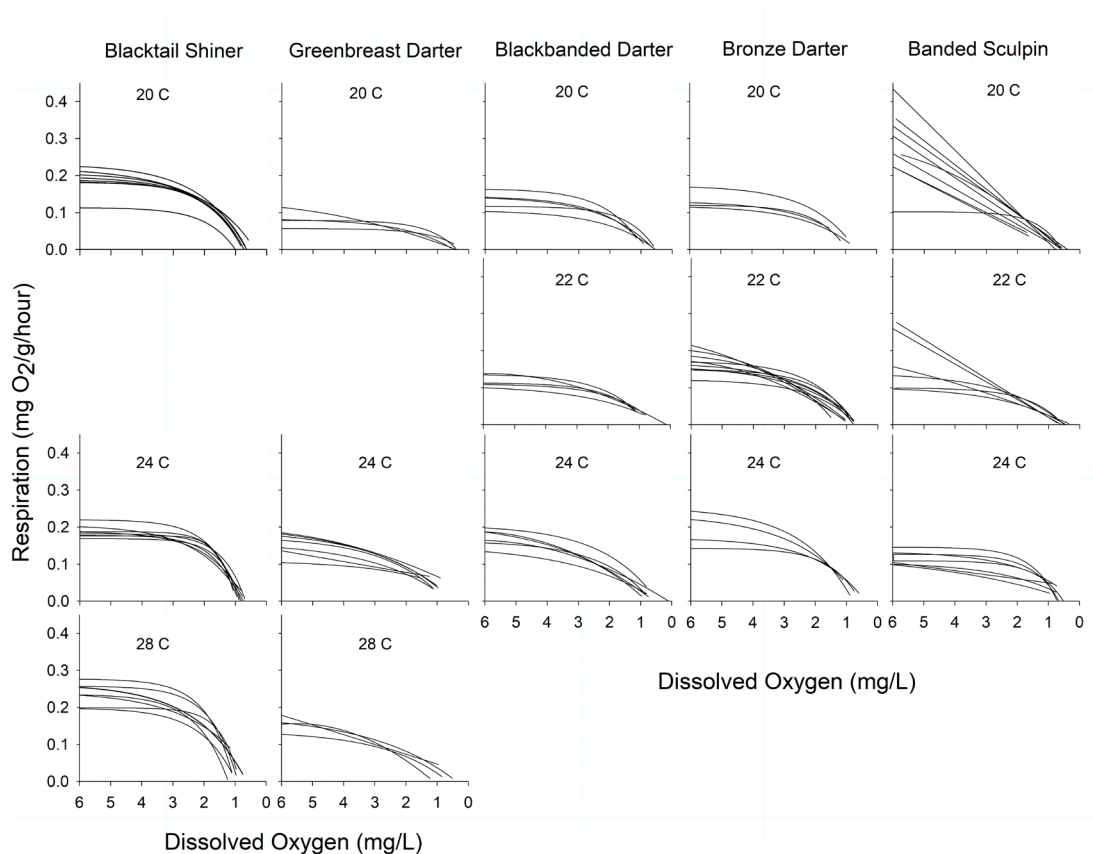 Blacktail Shiner Greenbreast Darter Blackbanded Darter Bronze Darter Banded Sculpin
20 C 20 C 20 C 20 C 20 C
0.4
0.3
0.2
0.1
0.0
22 C 22 C 22 C
Respiration (mg O2/g/hour)
24 C 24 C 24 C 24 C 24 C
0.4
0.3
0.2
0.1
0.0
6 5 4 3 2 1 0 6 5 4 3 2 1 0 6 5 4 3 2 1 0
28 C 28 C
0.4
0.3
0.2
0.1
0.0
6 5 4 3 2 1 0 6 5 4 3 2 1 0
Dissolved Oxygen (mg/L)
Dissolved Oxygen (mg/L)